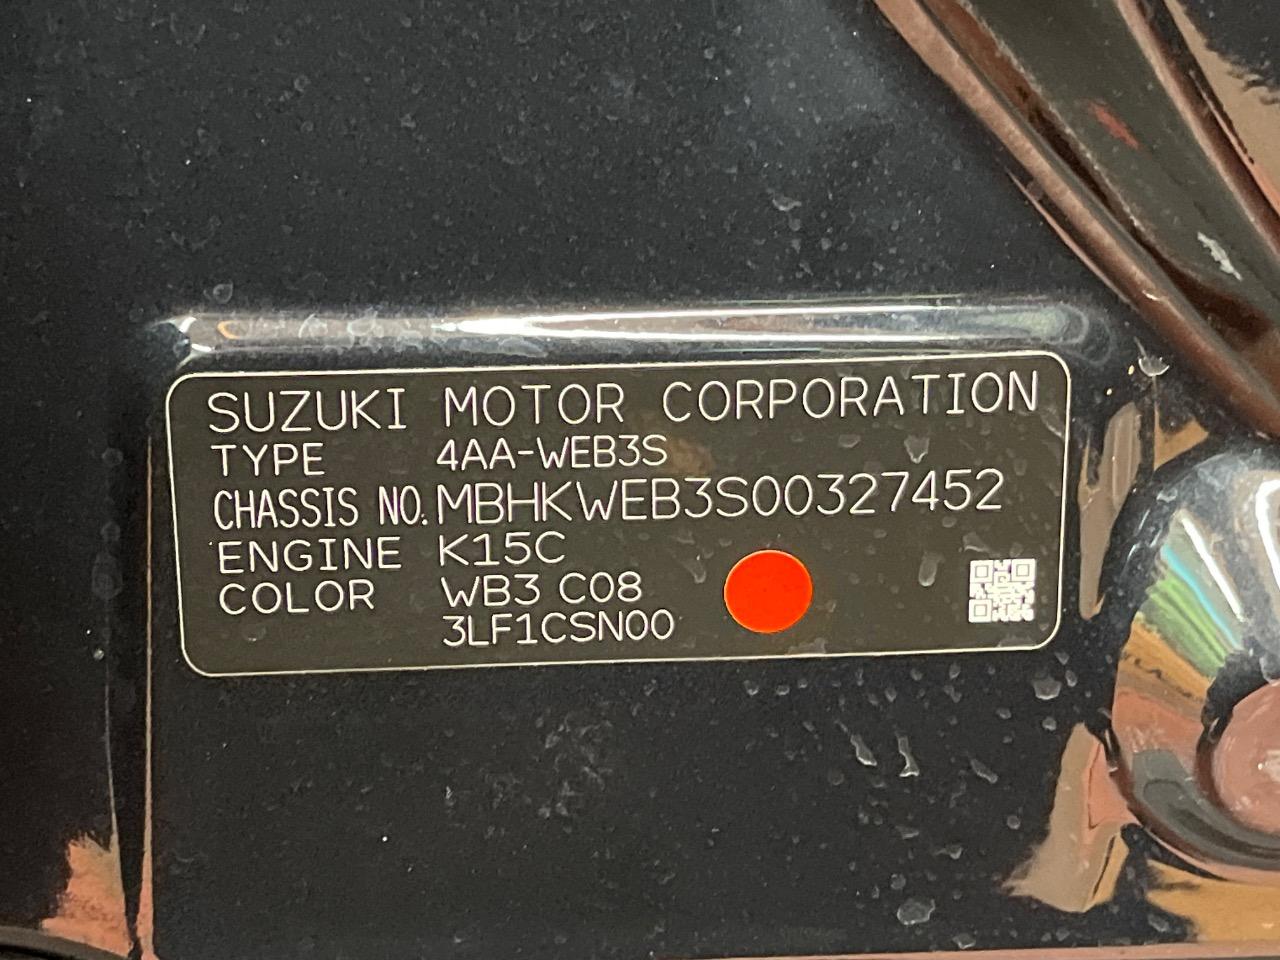 SUZUKI MOTOR CORPORATION
TYPE 4AA-WEB3S
CHASSIS NO. MBHKWEB3S00327452
ENGINE K15C
COLOR WB3 C08
3LF1CSN00